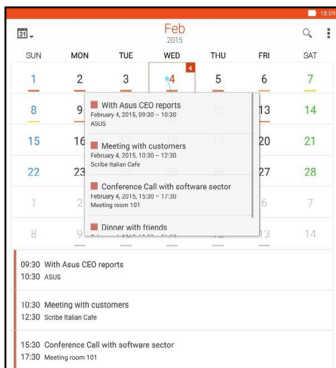 18:09
31
Feb
2015
SUN MON TUE WED THU FRI SAT
4
1 2 3 4 5 6 7
8 9 13 14
With Asus CEO reports
February 4, 2015, 09:30 – 10:30
ASUS
15 16 20 21
Meeting with customers
February 4, 2015, 10:30 – 12:30
Scribe Italian Cafe
22 23 27 28
Conference Call with software sector
February 4, 2015, 15:30 – 17:30
Meeting room 101
1 2 6 7
Dinner with friends
8 9 13 14
09:30 With Asus CEO reports
10:30 ASUS
10:30 Meeting with customers
12:30 Scribe Italian Cafe
15:30 Conference Call with software sector
17:30 Meeting room 101